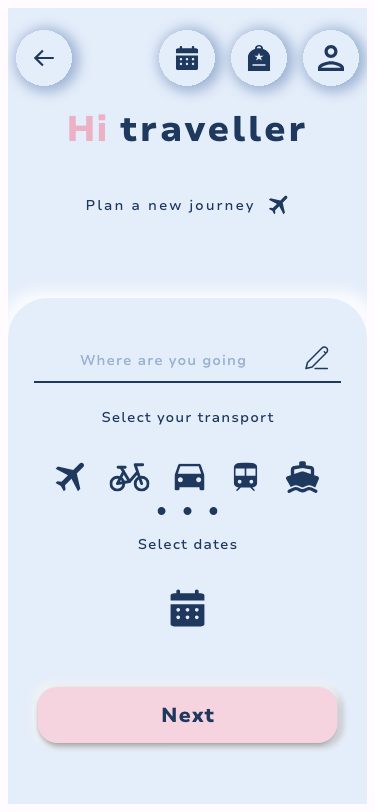 Hi traveller
Plan a new journey
Where are you going
Select your transport
Select dates
Next